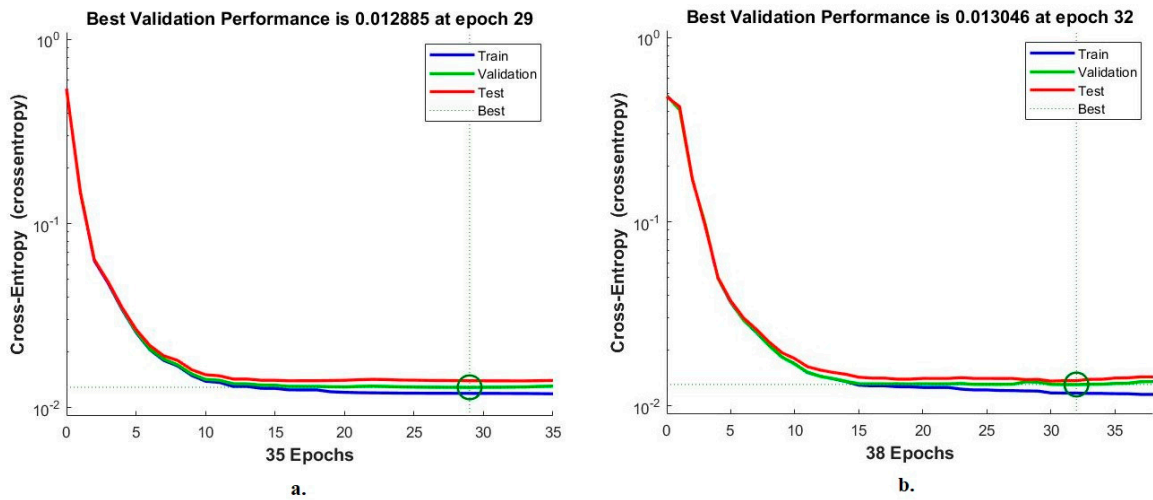 Best Validation Performance is 0.012885 at epoch 29
Train
Validation
Test
Best
Cross-Entropy (crossentropy)
10^0
10^-1
10^-2
0 5 10 15 20 25 30 35
35 Epochs
a.
Best Validation Performance is 0.013046 at epoch 32
Train
Validation
Test
Best
Cross-Entropy (crossentropy)
10^0
10^-1
10^-2
0 5 10 15 20 25 30 35
38 Epochs
b.